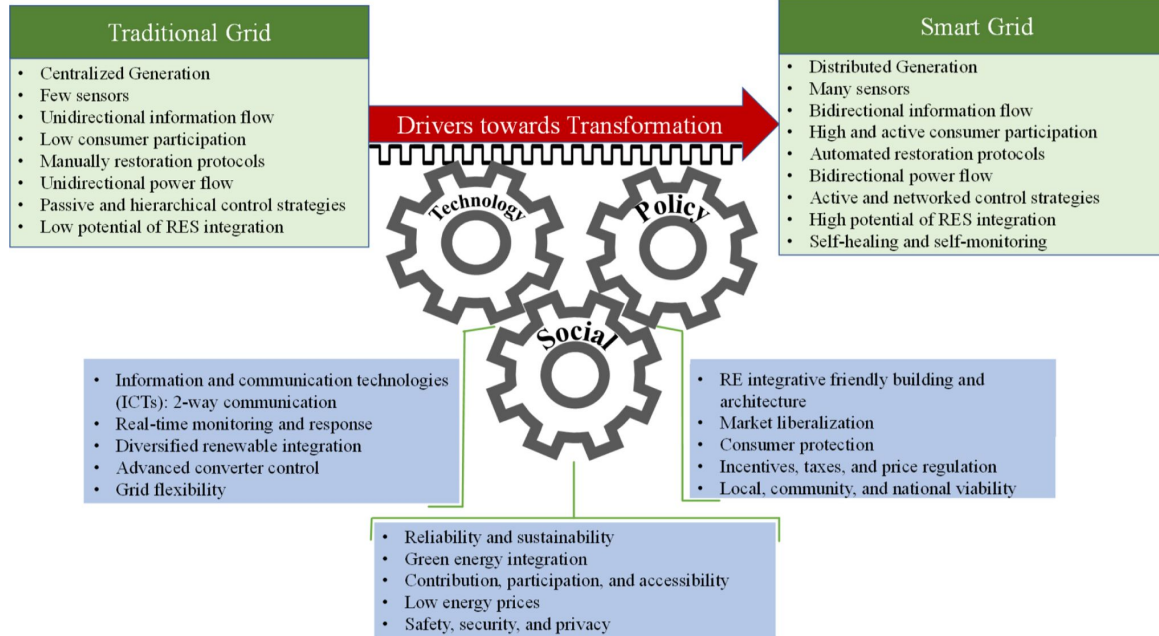 Traditional Grid
• Centralized Generation
• Few sensors
• Unidirectional information flow
• Low consumer participation
• Manually restoration protocols
• Unidirectional power flow
• Passive and hierarchical control strategies
• Low potential of RES integration
Drivers towards Transformation
Smart Grid
• Distributed Generation
• Many sensors
• Bidirectional information flow
• High and active consumer participation
• Automated restoration protocols
• Bidirectional power flow
• Active and networked control strategies
• High potential of RES integration
• Self-healing and self-monitoring
Technology
Policy
Social
• Information and communication technologies
(ICTs): 2-way communication
• Real-time monitoring and response
• Diversified renewable integration
• Advanced converter control
• Grid flexibility
• RE integrative friendly building and
architecture
• Market liberalization
• Consumer protection
• Incentives, taxes, and price regulation
• Local, community, and national viability
• Reliability and sustainability
• Green energy integration
• Contribution, participation, and accessibility
• Low energy prices
• Safety, security, and privacy